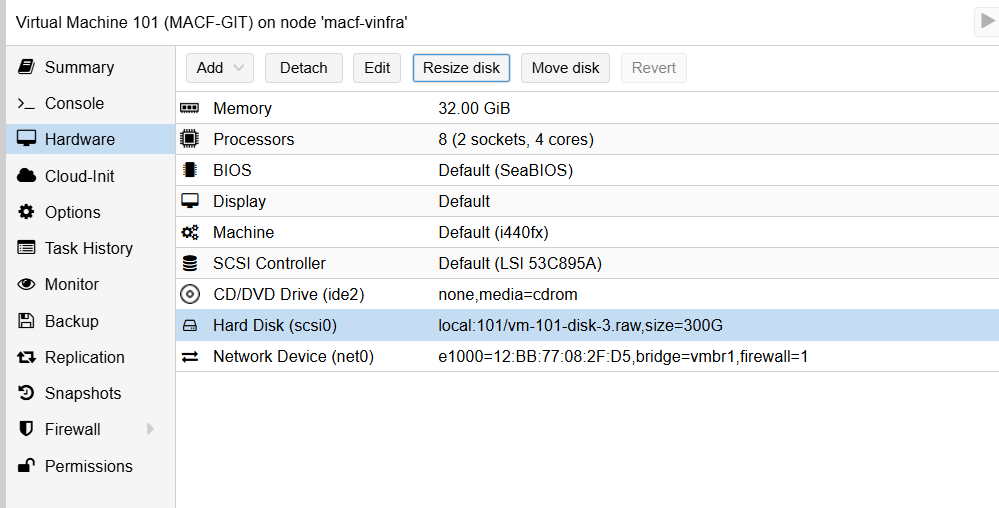 Virtual Machine 101 (MACF-GIT) on node 'macf-vinfra'
Summary
Console
Hardware
Cloud-Init
Options
Task History
Monitor
Backup
Replication
Snapshots
Firewall
Permissions
Add Detach Edit Resize disk Move disk Revert
Memory 32.00 GiB
Processors 8 (2 sockets, 4 cores)
BIOS Default (SeaBIOS)
Display Default
Machine Default (i440fx)
SCSI Controller Default (LSI 53C895A)
CD/DVD Drive (ide2) none,media=cdrom
Hard Disk (scsi0) local:101/vm-101-disk-3.raw,size=300G
Network Device (net0) e1000=12:BB:77:08:2F:D5,bridge=vmbr1,firewall=1